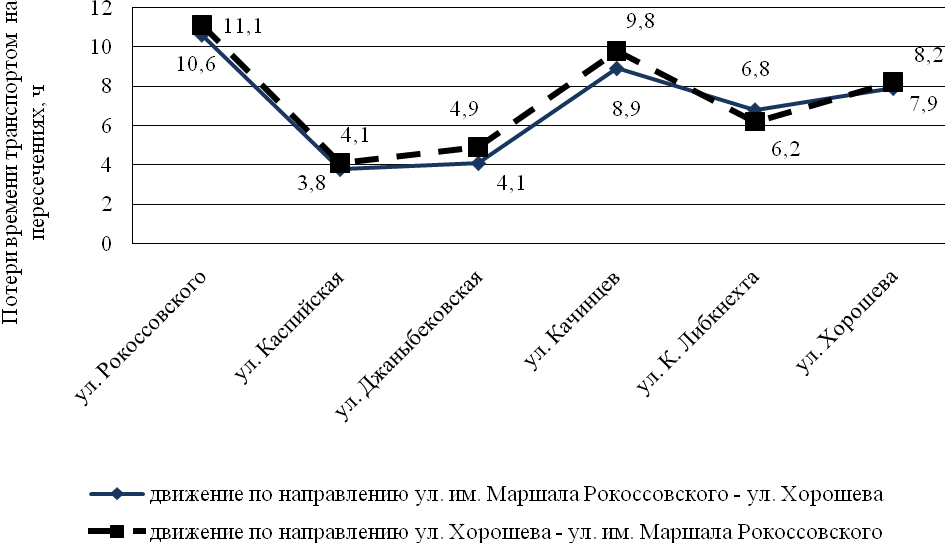 Потери времени транспортом на
пересечениях, ч
12
10
8
6
4
2
0
11,1
10,6
4,1
3,8
4,9
4,1
9,8
8,9
6,8
6,2
8,2
7,9
ул. Рокоссовского
ул. Каспийская
ул. Джаныбековская
ул. Качинцев
ул. К. Либкнехта
ул. Хорошева
движение по направлению ул. им. Маршала Рокоссовского - ул. Хорошева
движение по направлению ул. Хорошева - ул. им. Маршала Рокоссовского